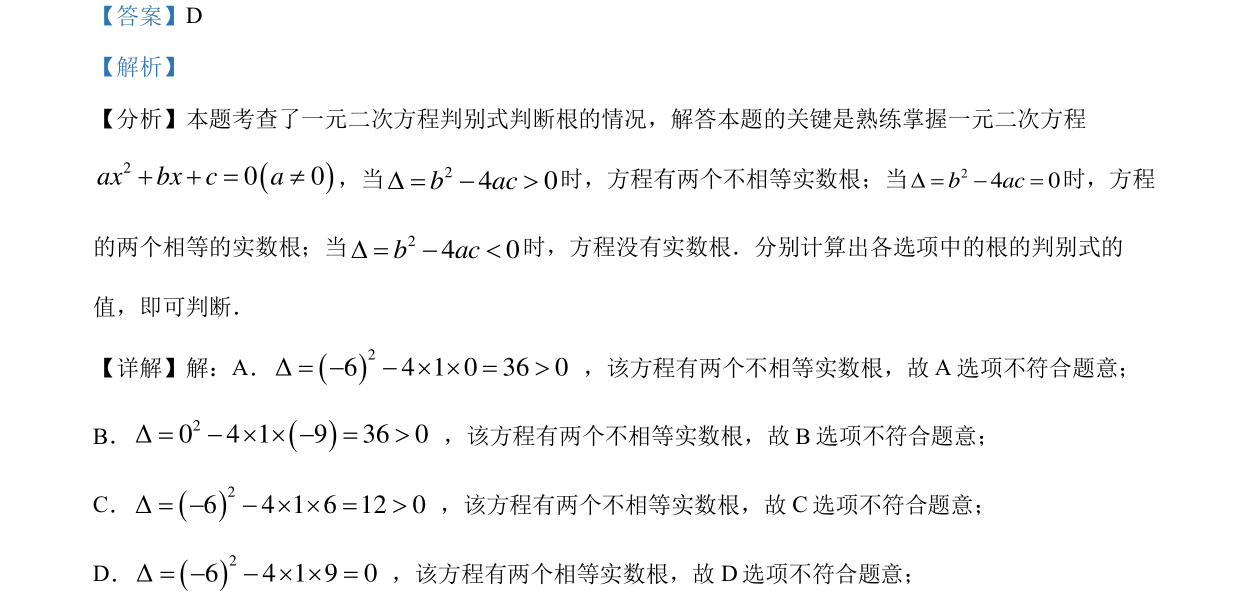 【答案】D
【解析】
【分析】本题考查了一元二次方程判别式判断根的情况，解答本题的关键是熟练掌握一元二次方程
ax²+bx+c=0(a≠0)，当Δ=b²−4ac>0时，方程有两个不相等实数根；当Δ=b²−4ac=0时，方程
的两个相等的实数根；当Δ=b²−4ac<0时，方程没有实数根．分别计算出各选项中的根的判别式的
值，即可判断．
【详解】解：A．Δ=(−6)²−4×1×0=36>0 ，该方程有两个不相等实数根，故 A 选项不符合题意；
B．Δ=0²−4×1×(−9)=36>0 ，该方程有两个不相等实数根，故 B 选项不符合题意；
C．Δ=(−6)²−4×1×6=12>0 ，该方程有两个不相等实数根，故 C 选项不符合题意；
D．Δ=(−6)²−4×1×9=0 ，该方程有两个相等实数根，故 D 选项不符合题意；